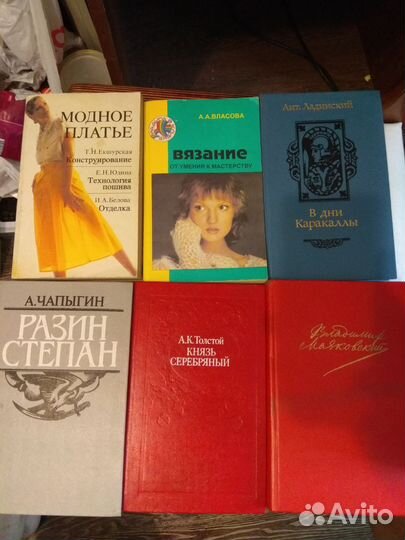 МОДНОЕ
ПЛАТЬЕ
Т.Н.Екшурская
Конструирование
Е.Н.Юдина
Технология
пошива
И.А.Белова
Отделка
А.А.ВЛАСОВА
вязание
ОТ УМЕНИЯ К МАСТЕРСТВУ
Ант. Ладинский
В дни
Каракаллы
А.ЧАПЫГИН
РАЗИН
СТЕПАН
А.К.Толстой
КНЯЗЬ
СЕРЕБРЯНЫЙ
Владимир
Маяковский
Avito